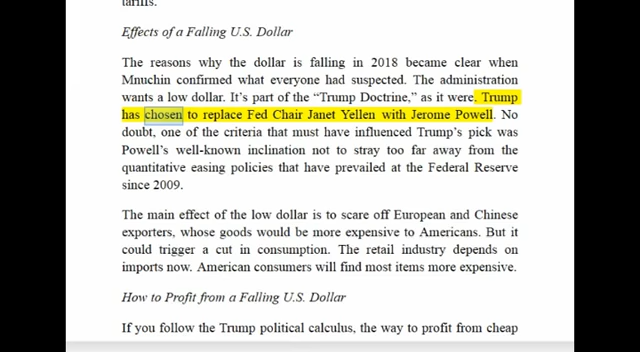 tariffs.
Effects of a Falling U.S. Dollar
The reasons why the dollar is falling in 2018 became clear when
Mnuchin confirmed what everyone had suspected. The administration
wants a low dollar. It’s part of the “Trump Doctrine,” as it were. Trump
has chosen to replace Fed Chair Janet Yellen with Jerome Powell. No
doubt, one of the criteria that must have influenced Trump’s pick was
Powell’s well-known inclination not to stray too far away from the
quantitative easing policies that have prevailed at the Federal Reserve
since 2009.
The main effect of the low dollar is to scare off European and Chinese
exporters, whose goods would be more expensive to Americans. But it
could trigger a cut in consumption. The retail industry depends on
imports now. American consumers will find most items more expensive.
How to Profit from a Falling U.S. Dollar
If you follow the Trump political calculus, the way to profit from cheap